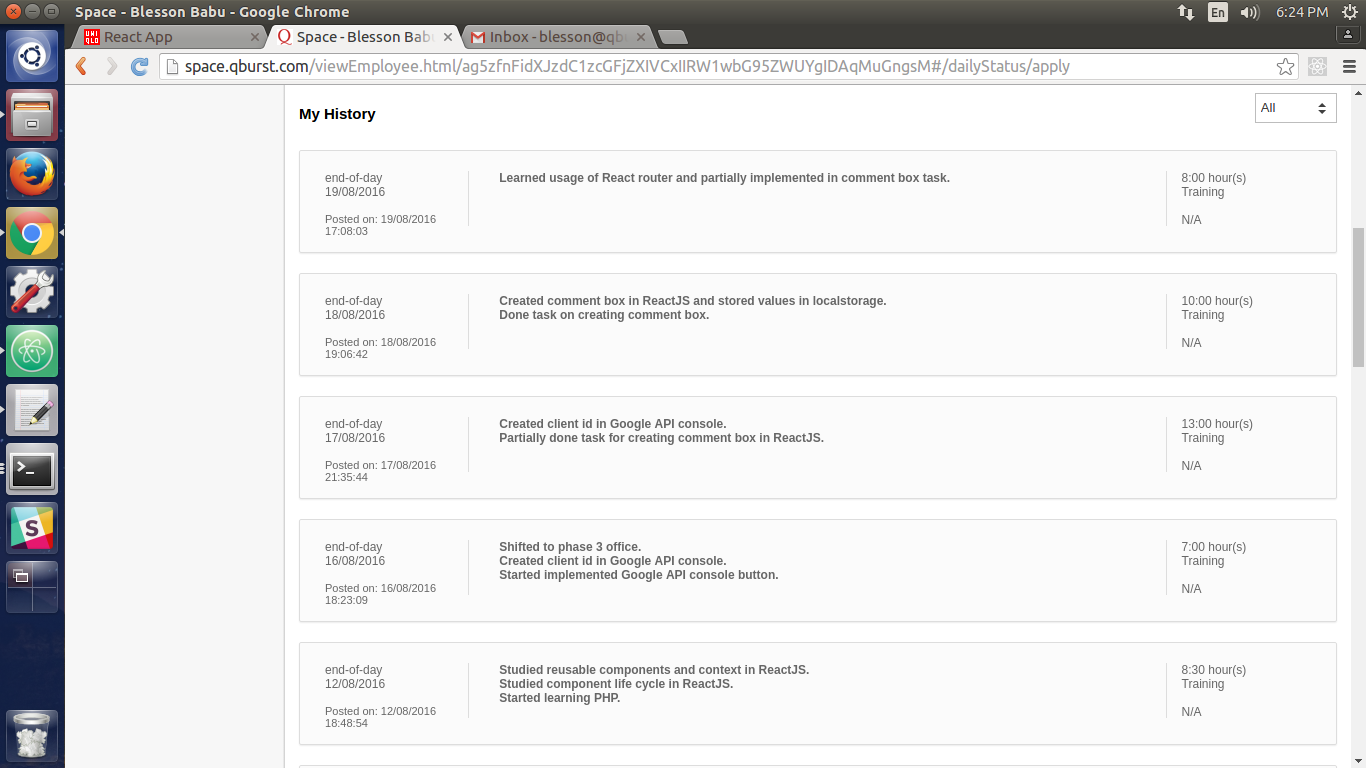 Space - Blesson Babu - Google Chrome
En
6:24 PM
React App
Space - Blesson Bab
Inbox - blesson@qb
space.qburst.com/viewEmployee.html/ag5zfnFidXJzdC1zcGFjZXIVCxIIRW1wbG95ZWUYgIDAqMuGngsM#/dailyStatus/apply
My History
All
end-of-day
19/08/2016
Posted on: 19/08/2016
17:08:03
Learned usage of React router and partially implemented in comment box task.
8:00 hour(s)
Training
N/A
end-of-day
18/08/2016
Posted on: 18/08/2016
19:06:42
Created comment box in ReactJS and stored values in localstorage.
Done task on creating comment box.
10:00 hour(s)
Training
N/A
end-of-day
17/08/2016
Posted on: 17/08/2016
21:35:44
Created client id in Google API console.
Partially done task for creating comment box in ReactJS.
13:00 hour(s)
Training
N/A
end-of-day
16/08/2016
Posted on: 16/08/2016
18:23:09
Shifted to phase 3 office.
Created client id in Google API console.
Started implemented Google API console button.
7:00 hour(s)
Training
N/A
end-of-day
12/08/2016
Posted on: 12/08/2016
18:48:54
Studied reusable components and context in ReactJS.
Studied component life cycle in ReactJS.
Started learning PHP.
8:30 hour(s)
Training
N/A